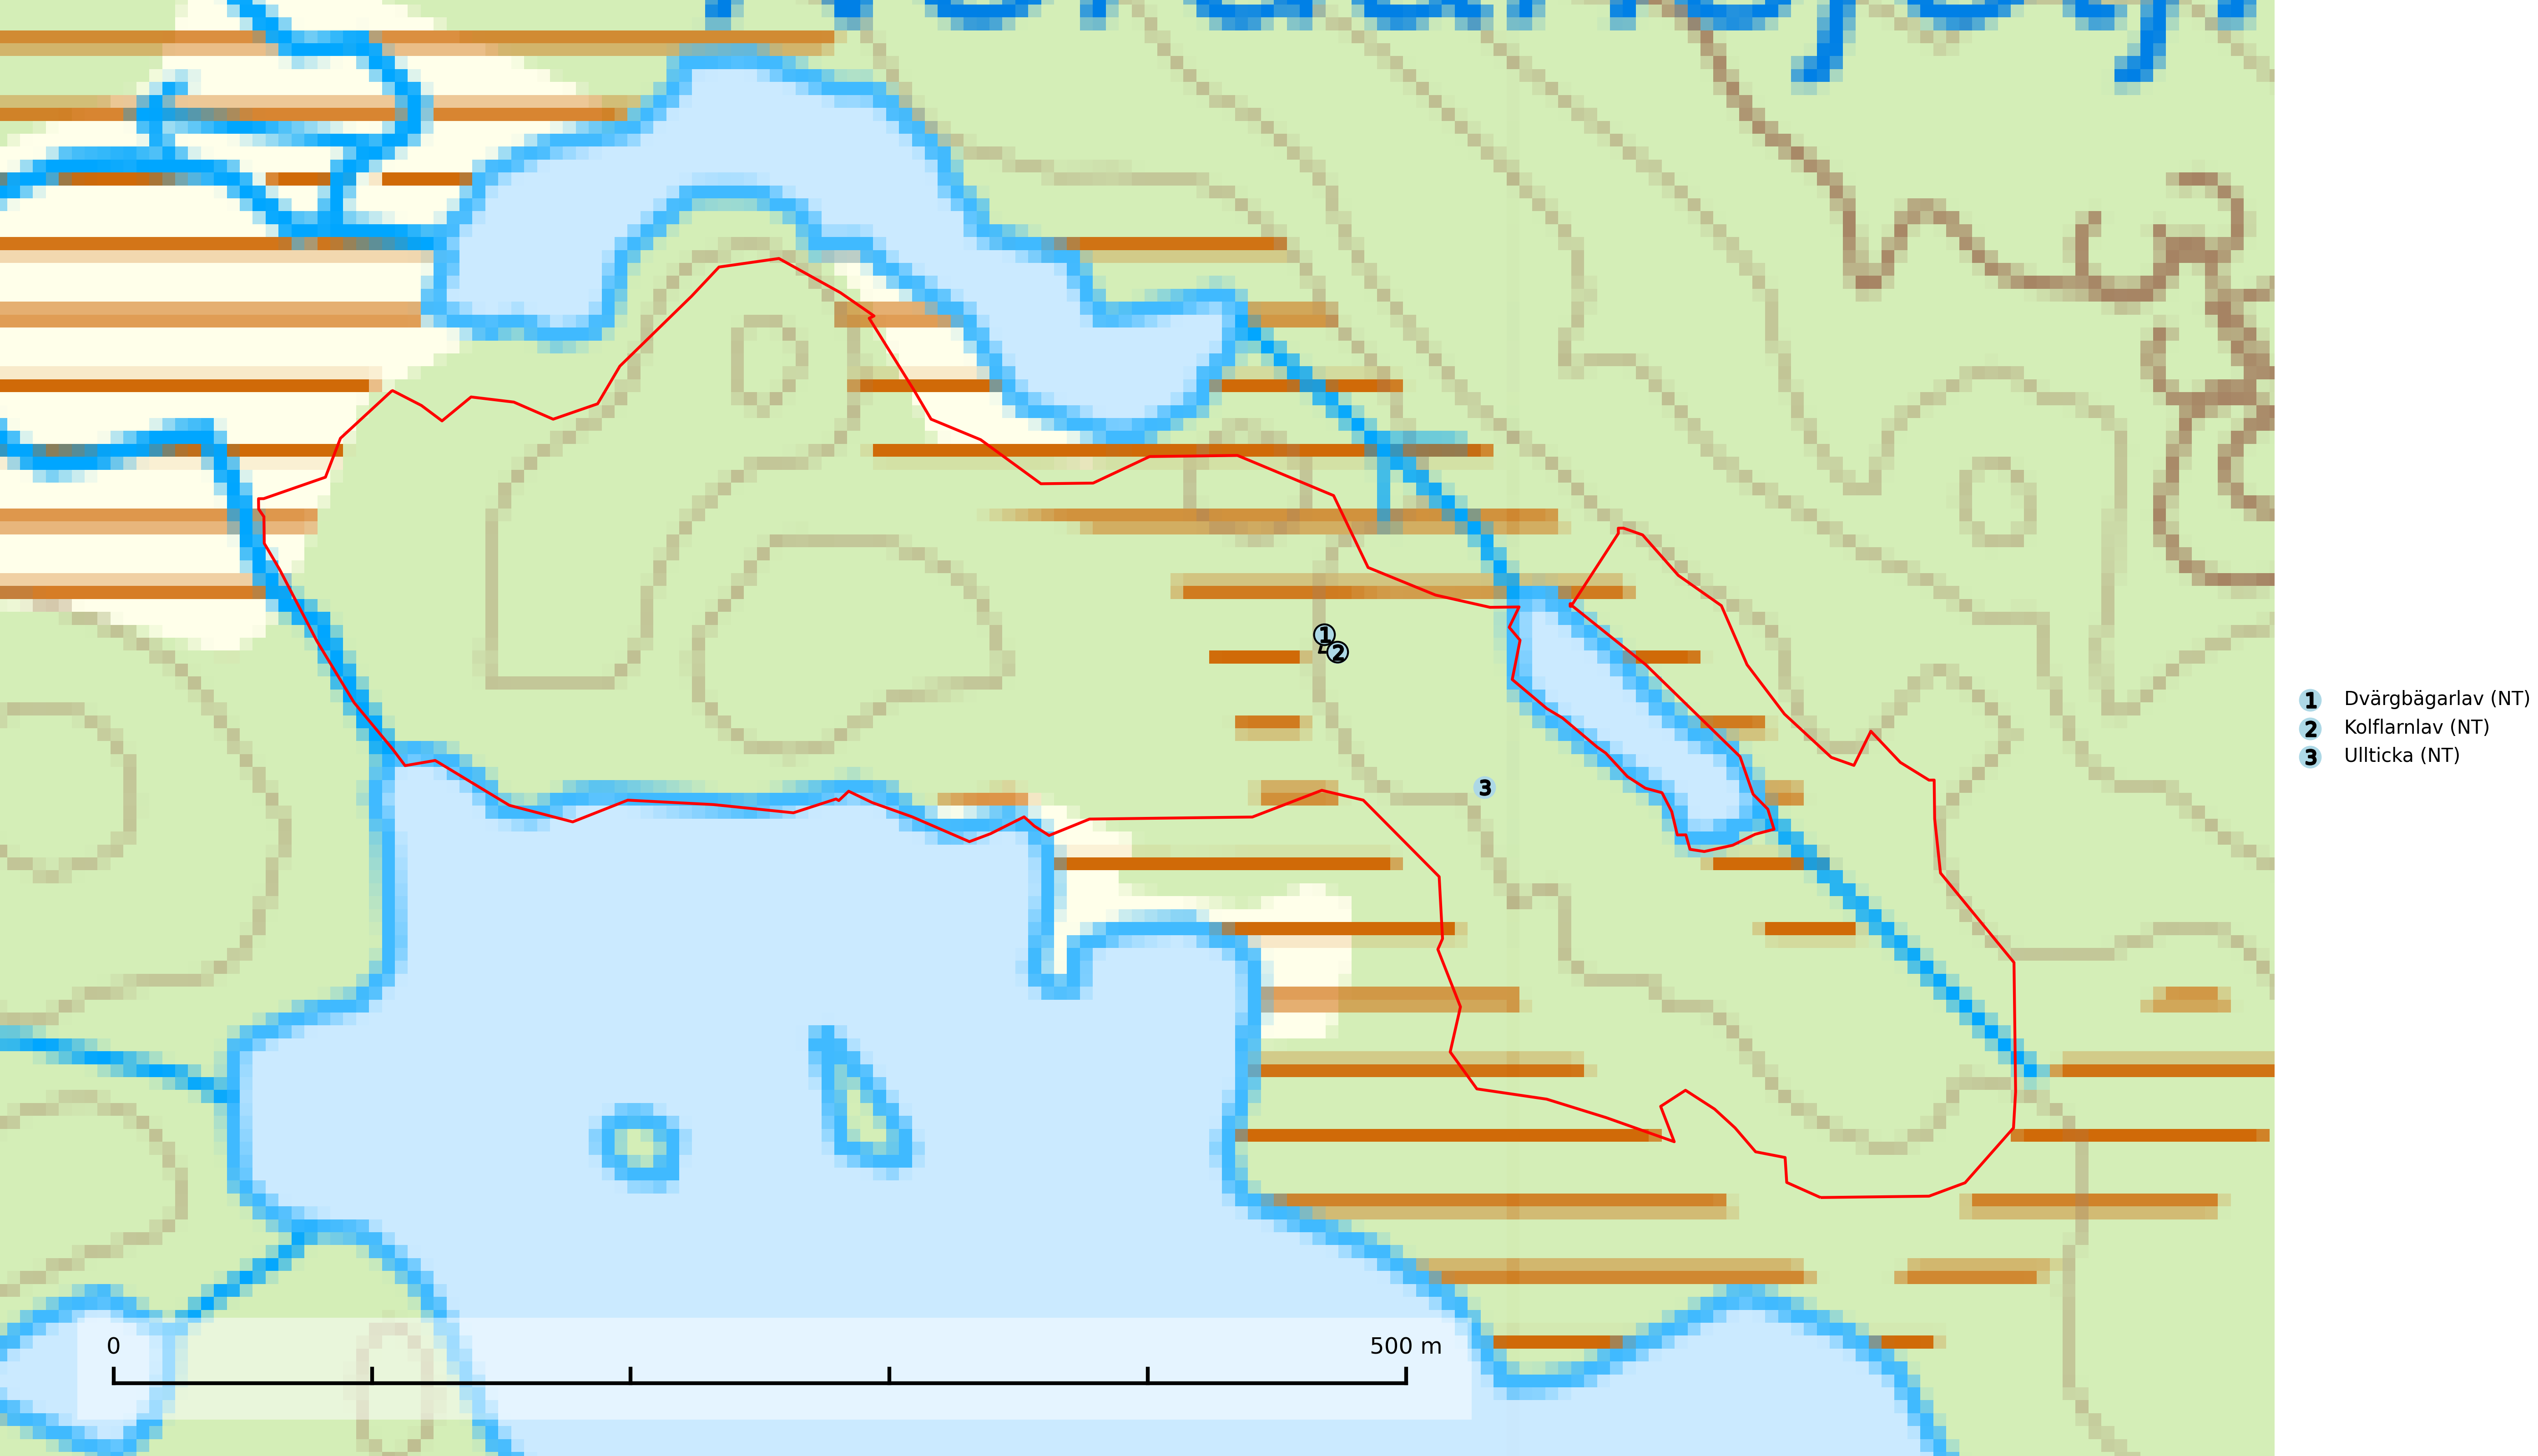 1
2
3
1 Dvärgbägarlav (NT)
2 Kolflarnlav (NT)
3 Ullticka (NT)
0 500 m